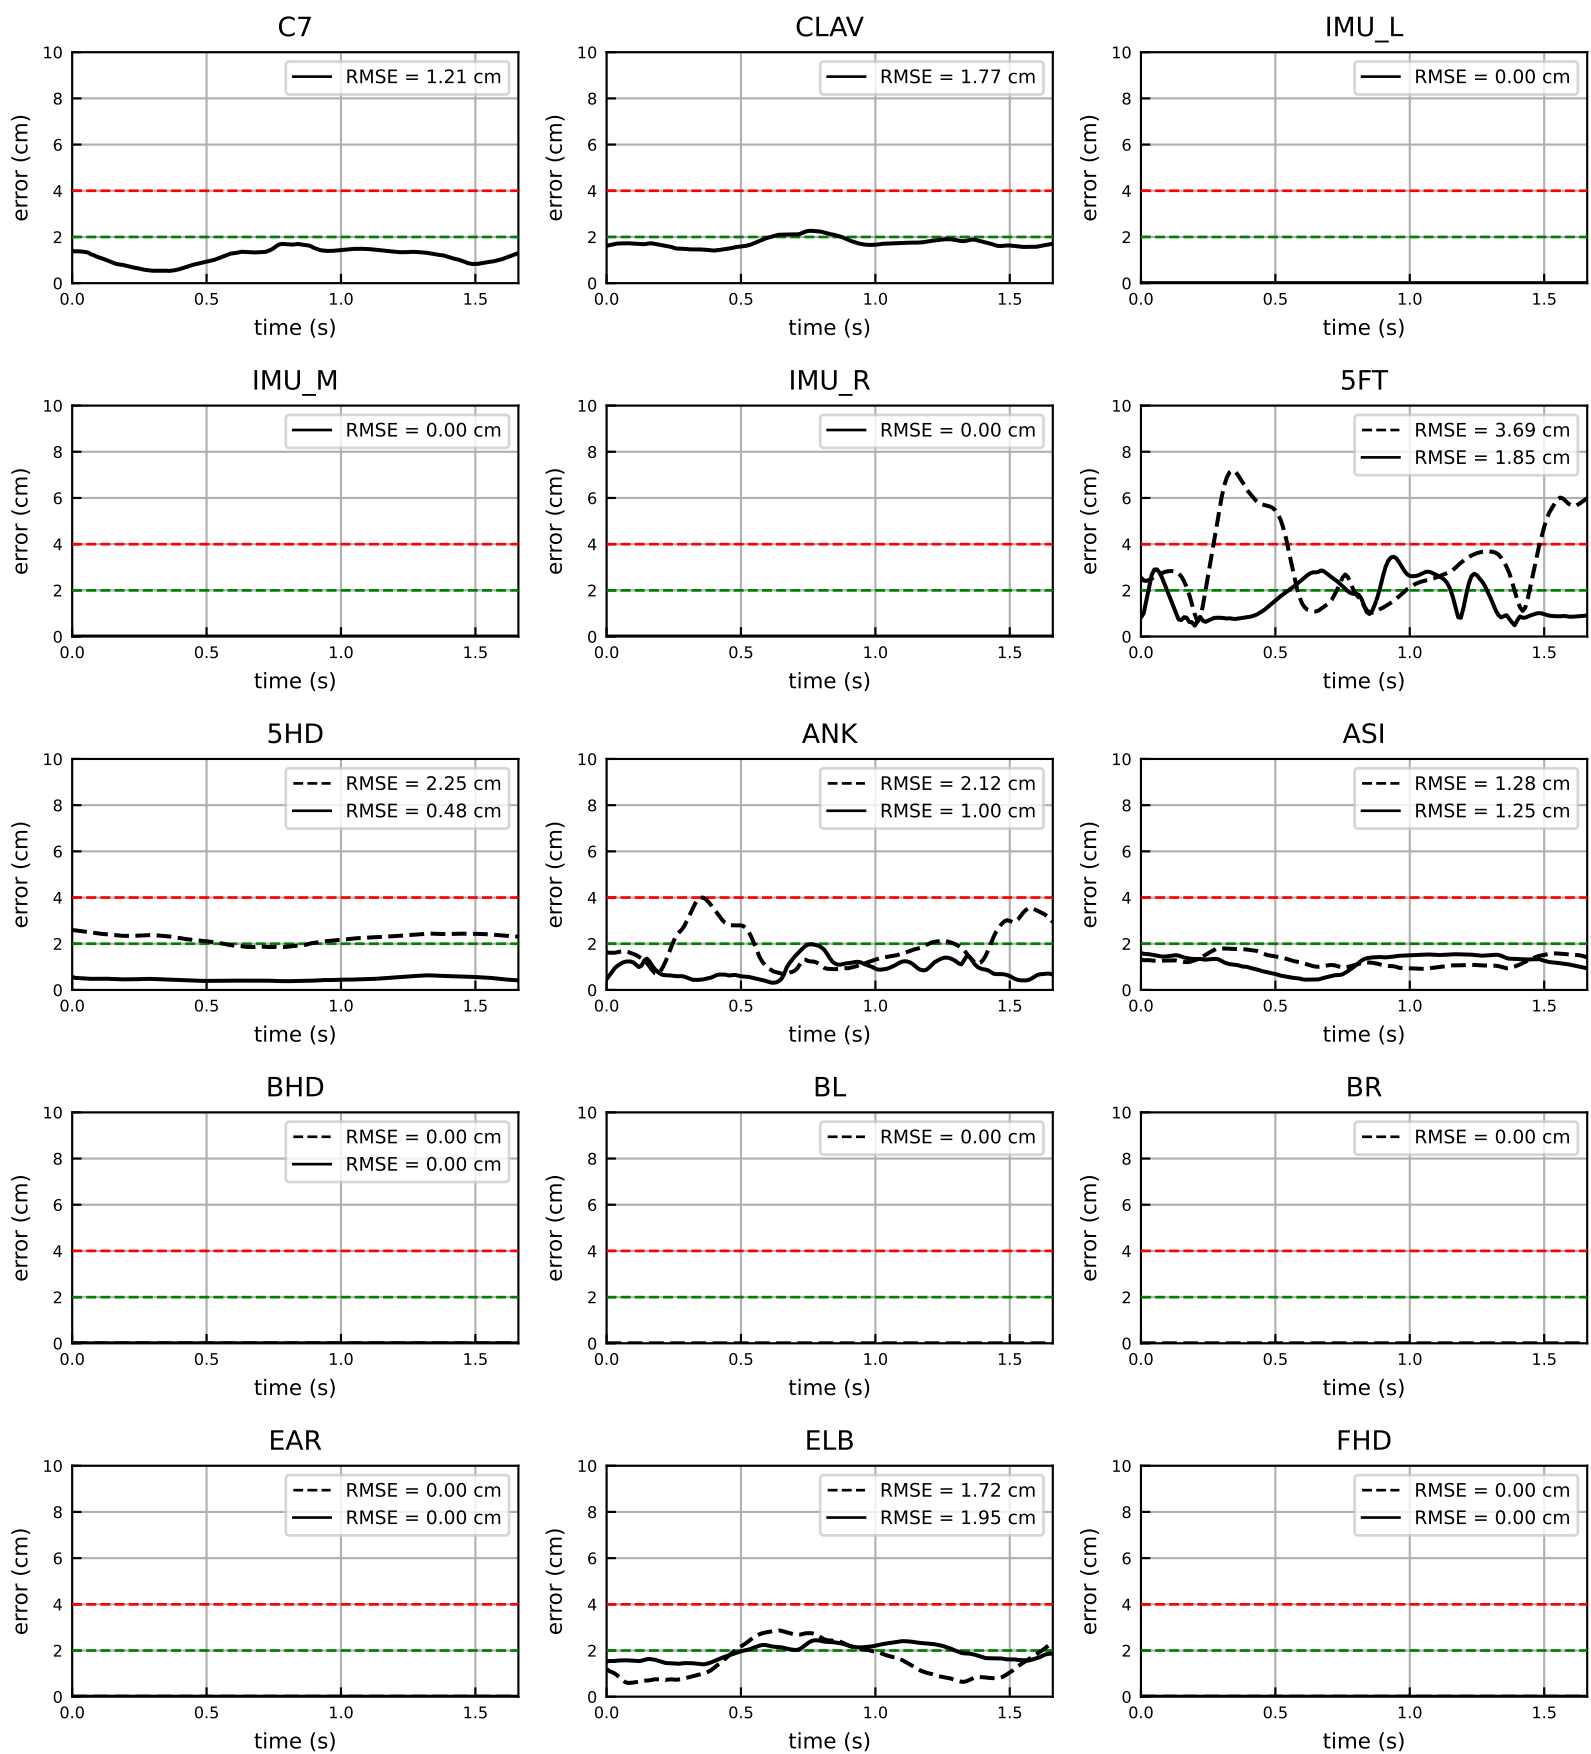 C7
RMSE = 1.21 cm
error (cm)
10
8
6
4
2
0
0.0 0.5 1.0 1.5
time (s)
CLAV
RMSE = 1.77 cm
error (cm)
10
8
6
4
2
0
0.0 0.5 1.0 1.5
time (s)
IMU_L
RMSE = 0.00 cm
error (cm)
10
8
6
4
2
0
0.0 0.5 1.0 1.5
time (s)
IMU_M
RMSE = 0.00 cm
error (cm)
10
8
6
4
2
0
0.0 0.5 1.0 1.5
time (s)
IMU_R
RMSE = 0.00 cm
error (cm)
10
8
6
4
2
0
0.0 0.5 1.0 1.5
time (s)
5FT
RMSE = 3.69 cm
RMSE = 1.85 cm
error (cm)
10
8
6
4
2
0
0.0 0.5 1.0 1.5
time (s)
5HD
RMSE = 2.25 cm
RMSE = 0.48 cm
error (cm)
10
8
6
4
2
0
0.0 0.5 1.0 1.5
time (s)
ANK
RMSE = 2.12 cm
RMSE = 1.00 cm
error (cm)
10
8
6
4
2
0
0.0 0.5 1.0 1.5
time (s)
ASI
RMSE = 1.28 cm
RMSE = 1.25 cm
error (cm)
10
8
6
4
2
0
0.0 0.5 1.0 1.5
time (s)
BHD
RMSE = 0.00 cm
RMSE = 0.00 cm
error (cm)
10
8
6
4
2
0
0.0 0.5 1.0 1.5
time (s)
BL
RMSE = 0.00 cm
error (cm)
10
8
6
4
2
0
0.0 0.5 1.0 1.5
time (s)
BR
RMSE = 0.00 cm
error (cm)
10
8
6
4
2
0
0.0 0.5 1.0 1.5
time (s)
EAR
RMSE = 0.00 cm
RMSE = 0.00 cm
error (cm)
10
8
6
4
2
0
0.0 0.5 1.0 1.5
time (s)
ELB
RMSE = 1.72 cm
RMSE = 1.95 cm
error (cm)
10
8
6
4
2
0
0.0 0.5 1.0 1.5
time (s)
FHD
RMSE = 0.00 cm
RMSE = 0.00 cm
error (cm)
10
8
6
4
2
0
0.0 0.5 1.0 1.5
time (s)